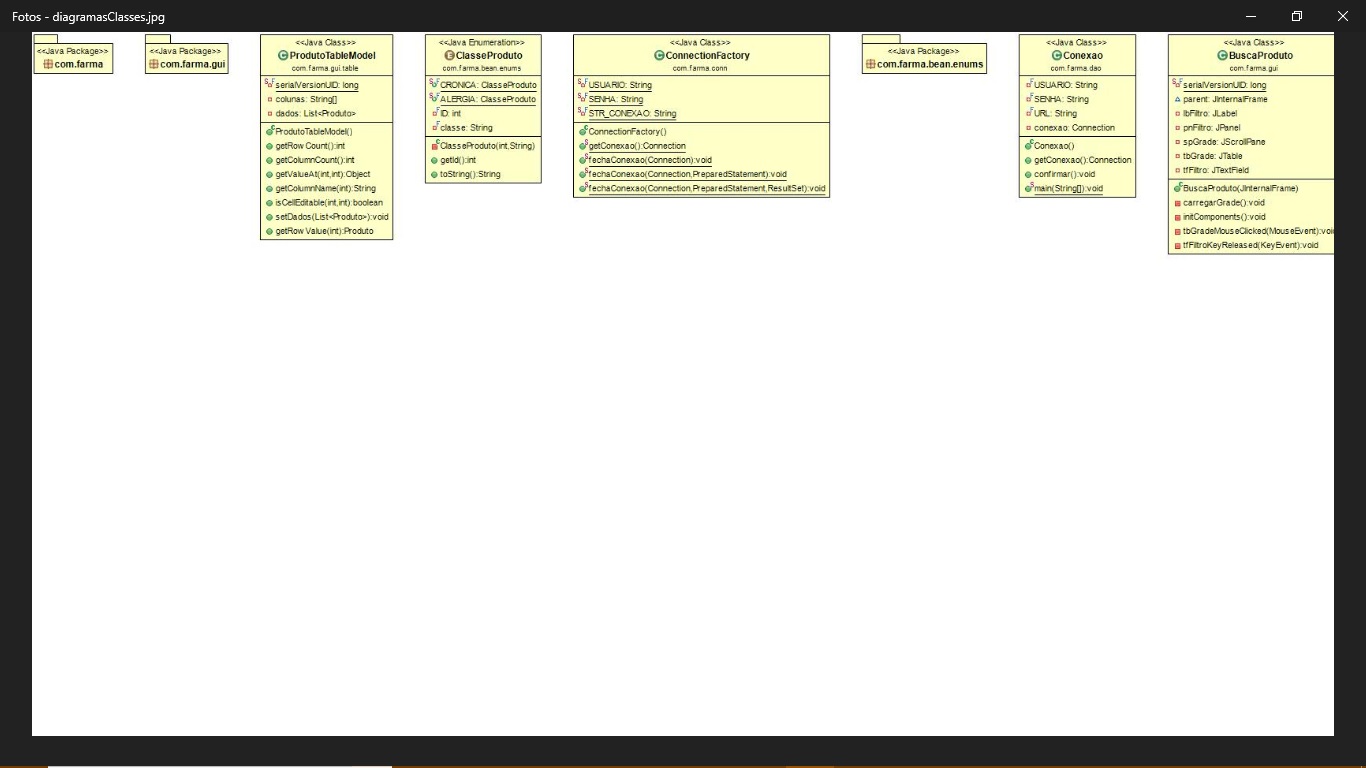 Fotos - diagramasClasses.jpg
<<Java Package>>
com.farma
<<Java Package>>
com.farma.gui
<<Java Class>>
ProdutoTableModel
com.farma.gui.table
serialVersionUID: long
colunas: String[]
dados: List<Produto>
ProdutoTableModel()
getRowCount():int
getColumnCount():int
getValueAt(int,int):Object
getColumnName(int):String
isCellEditable(int,int):boolean
setDados(List<Produto>):void
getRowValue(int):Produto
<<Java Enumeration>>
ClasseProduto
com.farma.bean.enums
CRONICA: ClasseProduto
ALERGIA: ClasseProduto
ID: int
classe: String
ClasseProduto(int,String)
getId():int
toString():String
<<Java Class>>
ConnectionFactory
com.farma.conn
USUARIO: String
SENHA: String
STR_CONEXAO: String
ConnectionFactory()
getConexao():Connection
fechaConexao(Connection):void
fechaConexao(Connection,PreparedStatement):void
fechaConexao(Connection,PreparedStatement,ResultSet):void
<<Java Package>>
com.farma.bean.enums
<<Java Class>>
Conexao
com.farma.dao
USUARIO: String
SENHA: String
URL: String
conexao: Connection
Conexao()
getConexao():Connection
confirmar():void
main(String[]):void
<<Java Class>>
BuscaProduto
com.farma.gui
serialVersionUID: long
parent: JInternalFrame
lbFiltro: JLabel
pnFiltro: JPanel
spGrade: JScrollPane
tbGrade: JTable
tfFiltro: JTextField
BuscaProduto(JInternalFrame)
carregarGrade():void
initComponents():void
tbGradeMouseClicked(MouseEvent):voi
tfFiltroKeyReleased(KeyEvent):void